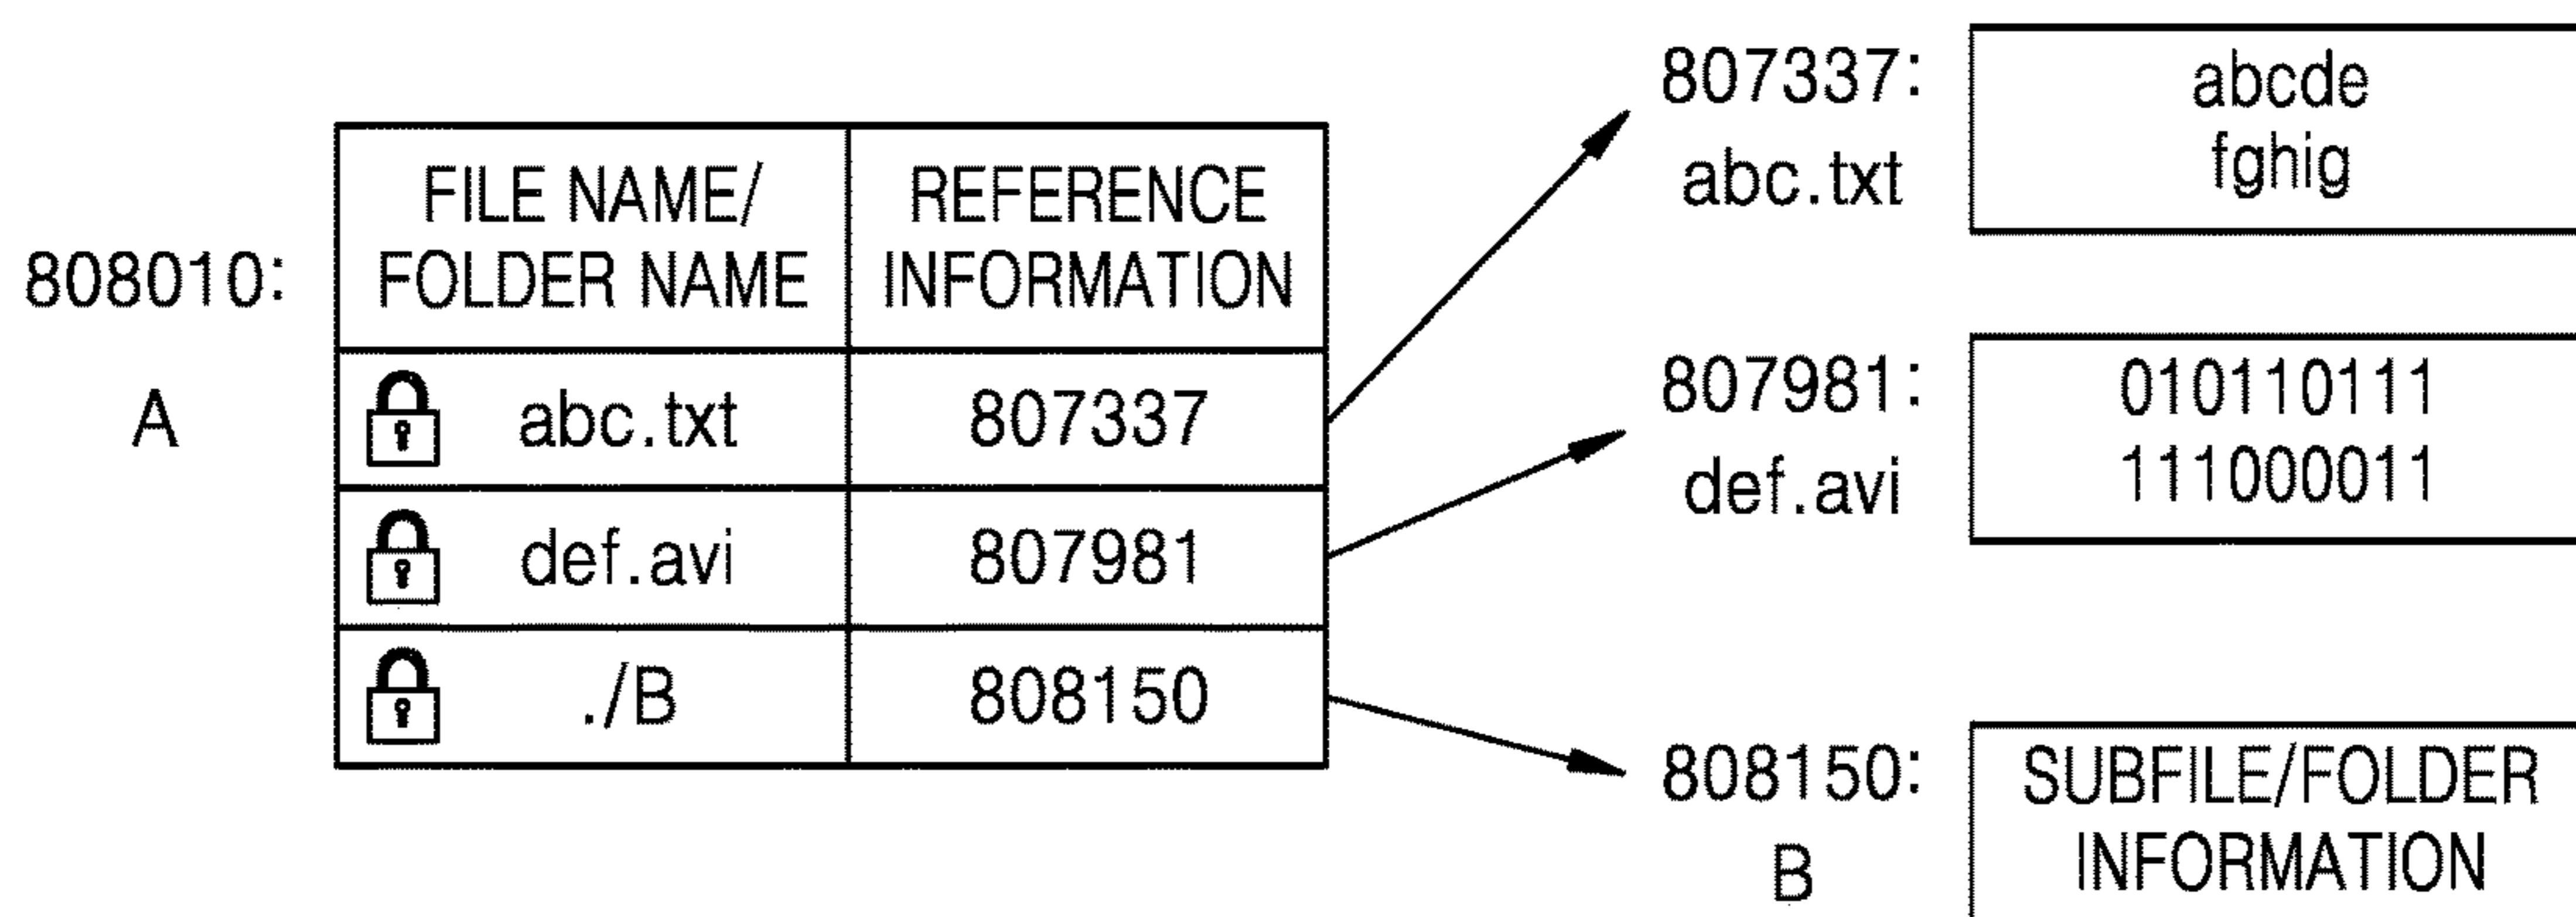 808010:
A
FILE NAME/
FOLDER NAME
REFERENCE
INFORMATION
abc.txt
807337
def.avi
807981
./B
808150
807337:
abc.txt
abcde
fghig
807981:
def.avi
010110111
111000011
808150:
B
SUBFILE/FOLDER
INFORMATION